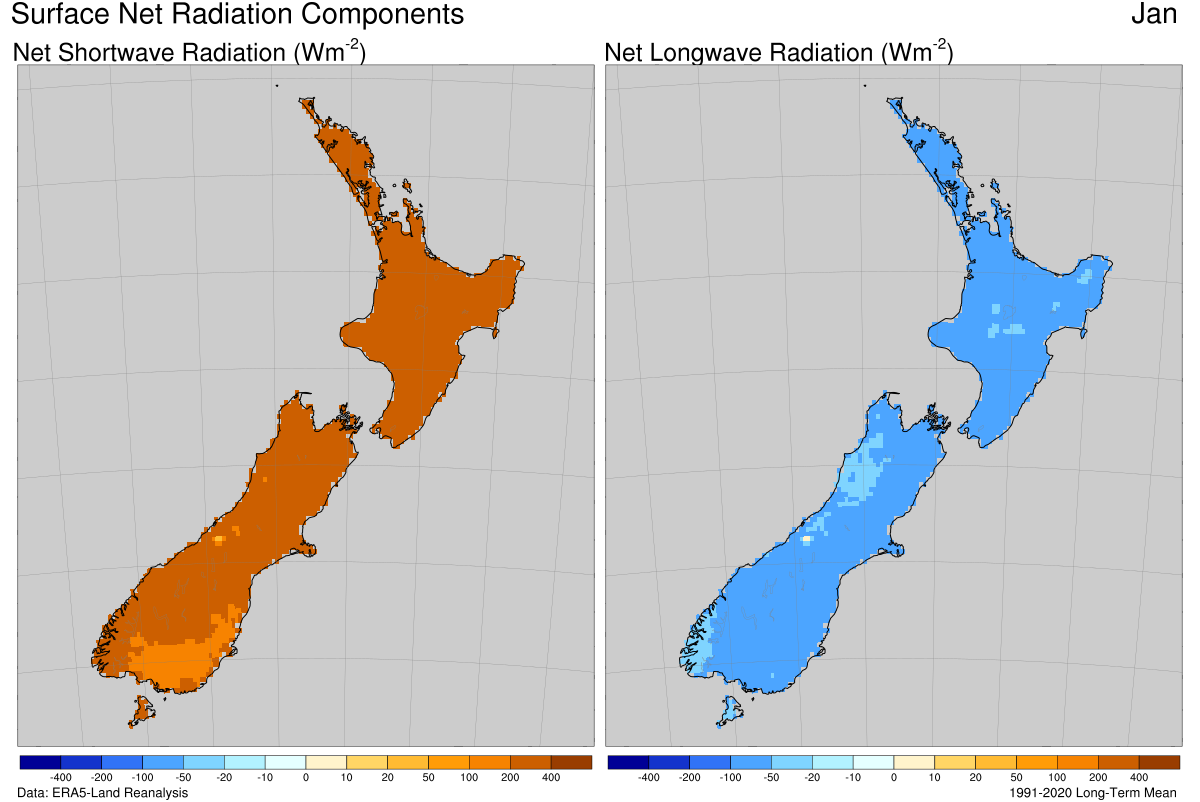 Surface Net Radiation Components Jan
Net Shortwave Radiation (Wm-2) Net Longwave Radiation (Wm-2)
-400 -200 -100 -50 -20 -10 0 10 20 50 100 200 400 -400 -200 -100 -50 -20 -10 0 10 20 50 100 200 400
Data: ERA5-Land Reanalysis 1991-2020 Long-Term Mean